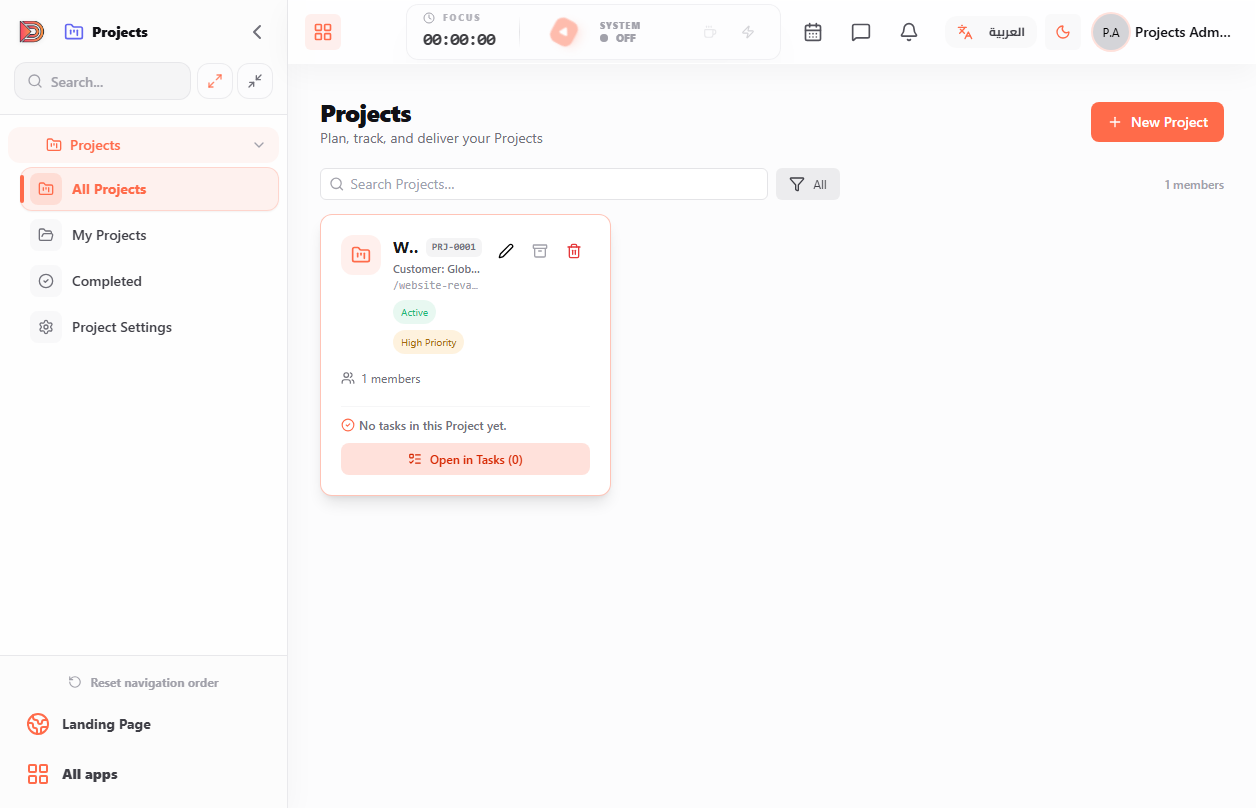 Projects
Search...
Projects
All Projects
My Projects
Completed
Project Settings
Reset navigation order
Landing Page
All apps
FOCUS
00:00:00
SYSTEM
OFF
العربية
P.A
Projects Adm...
Projects
Plan, track, and deliver your Projects
New Project
Search Projects...
All
1 members
W.. PRJ-0001
Customer: Glob...
/website-reva…
Active
High Priority
1 members
No tasks in this Project yet.
Open in Tasks (0)